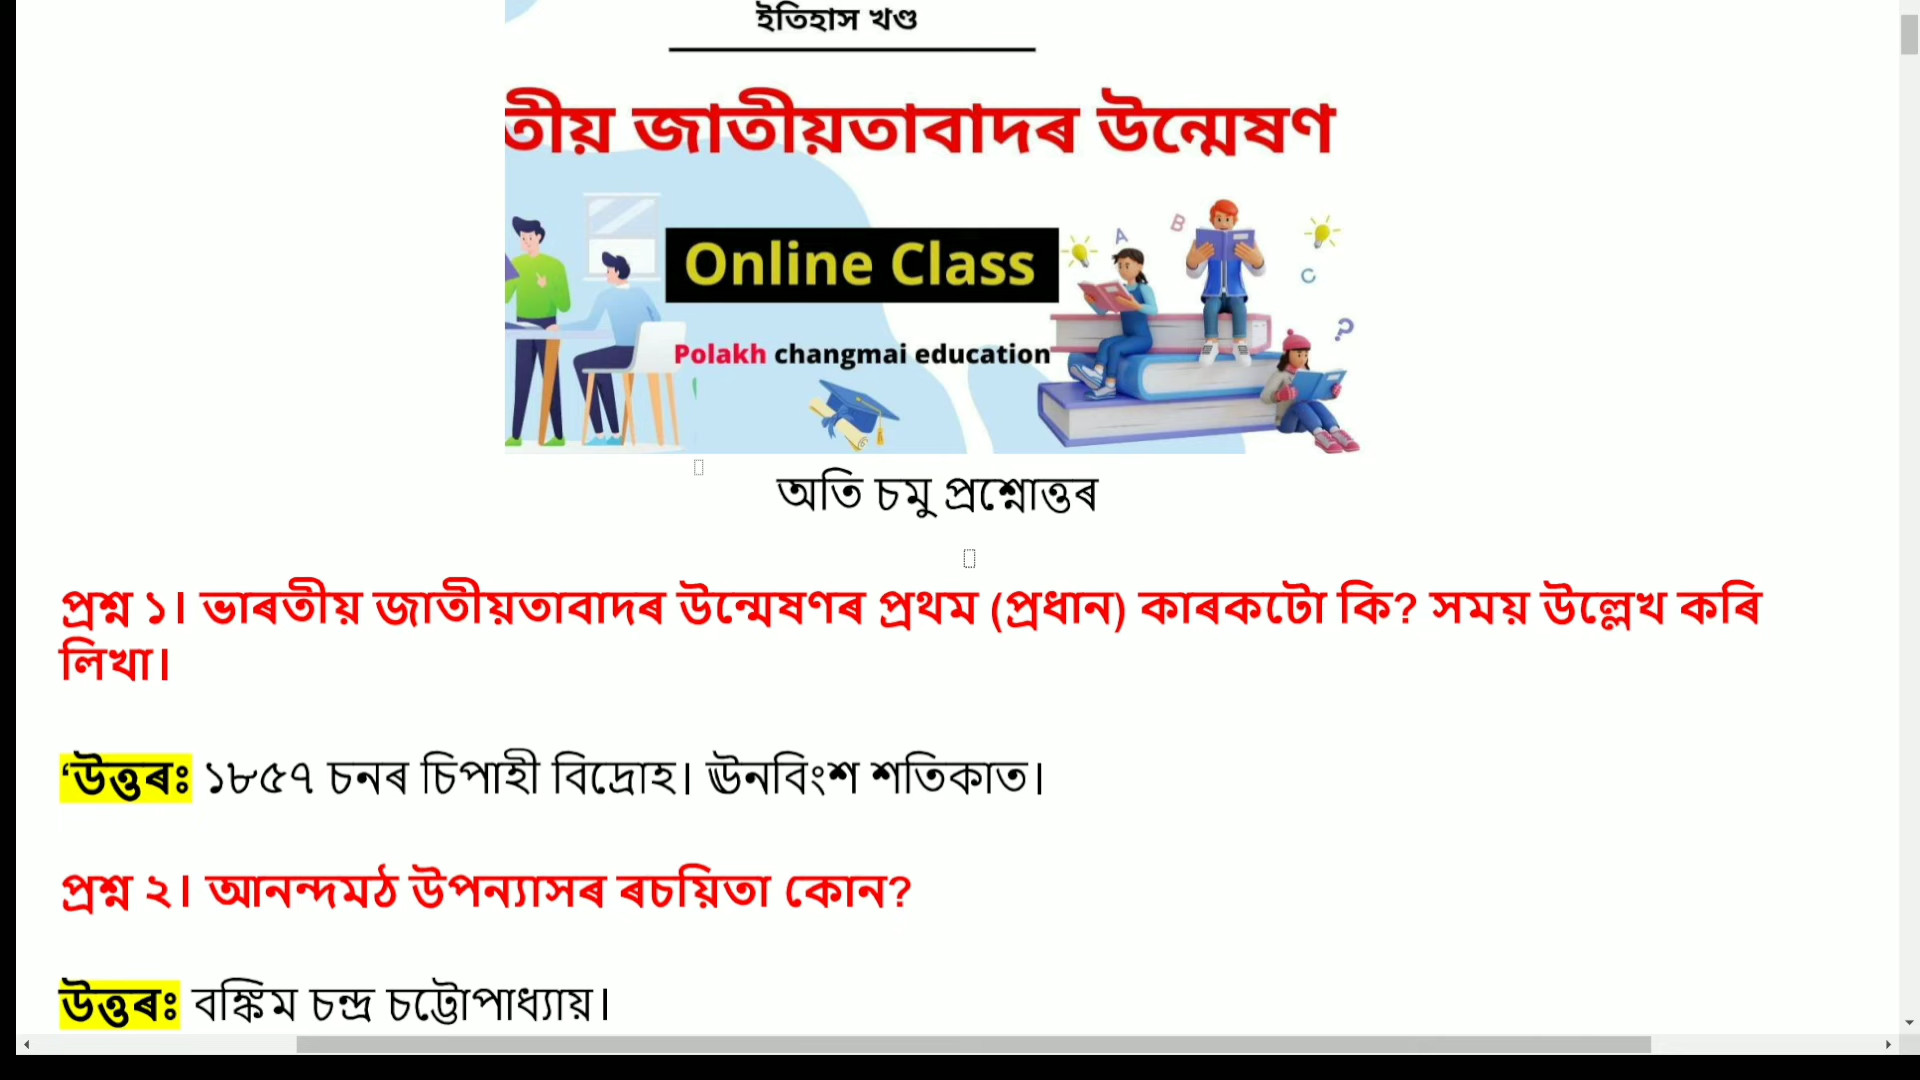 ইতিহাস খণ্ড
তীয় জাতীয়তাবাদৰ উন্মেষণ
Online Class
A
B
C
?
Polakh changmai education
অতি চমু প্ৰশ্নোত্তৰ
প্ৰশ্ন ১। ভাৰতীয় জাতীয়তাবাদৰ উন্মেষণৰ প্ৰথম (প্ৰধান) কাৰকটো কি? সময় উল্লেখ কৰি
লিখা।
‘উত্তৰঃ ১৮৫৭ চনৰ চিপাহী বিদ্ৰোহ। ঊনবিংশ শতিকাত।
প্ৰশ্ন ২। আনন্দমঠ উপন্যাসৰ ৰচয়িতা কোন?
উত্তৰঃ বঙ্কিম চন্দ্ৰ চট্টোপাধ্যায়।